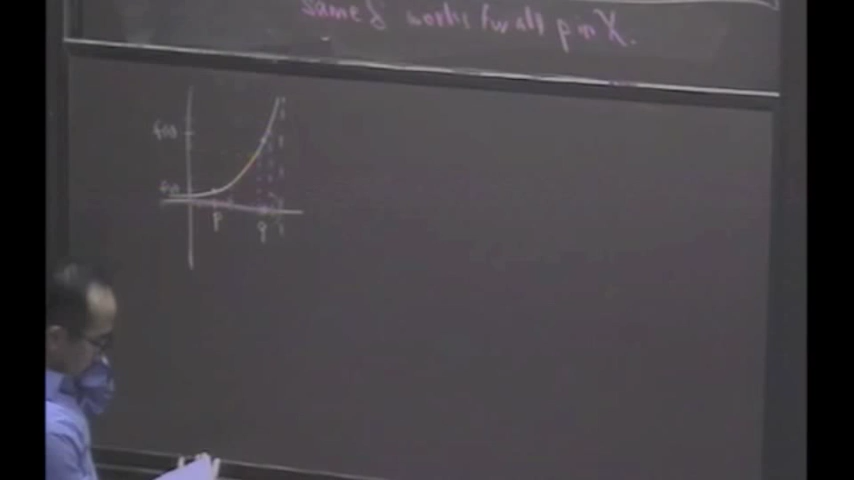 same δ works for all p in X.
f(q)
f(p)
p
q